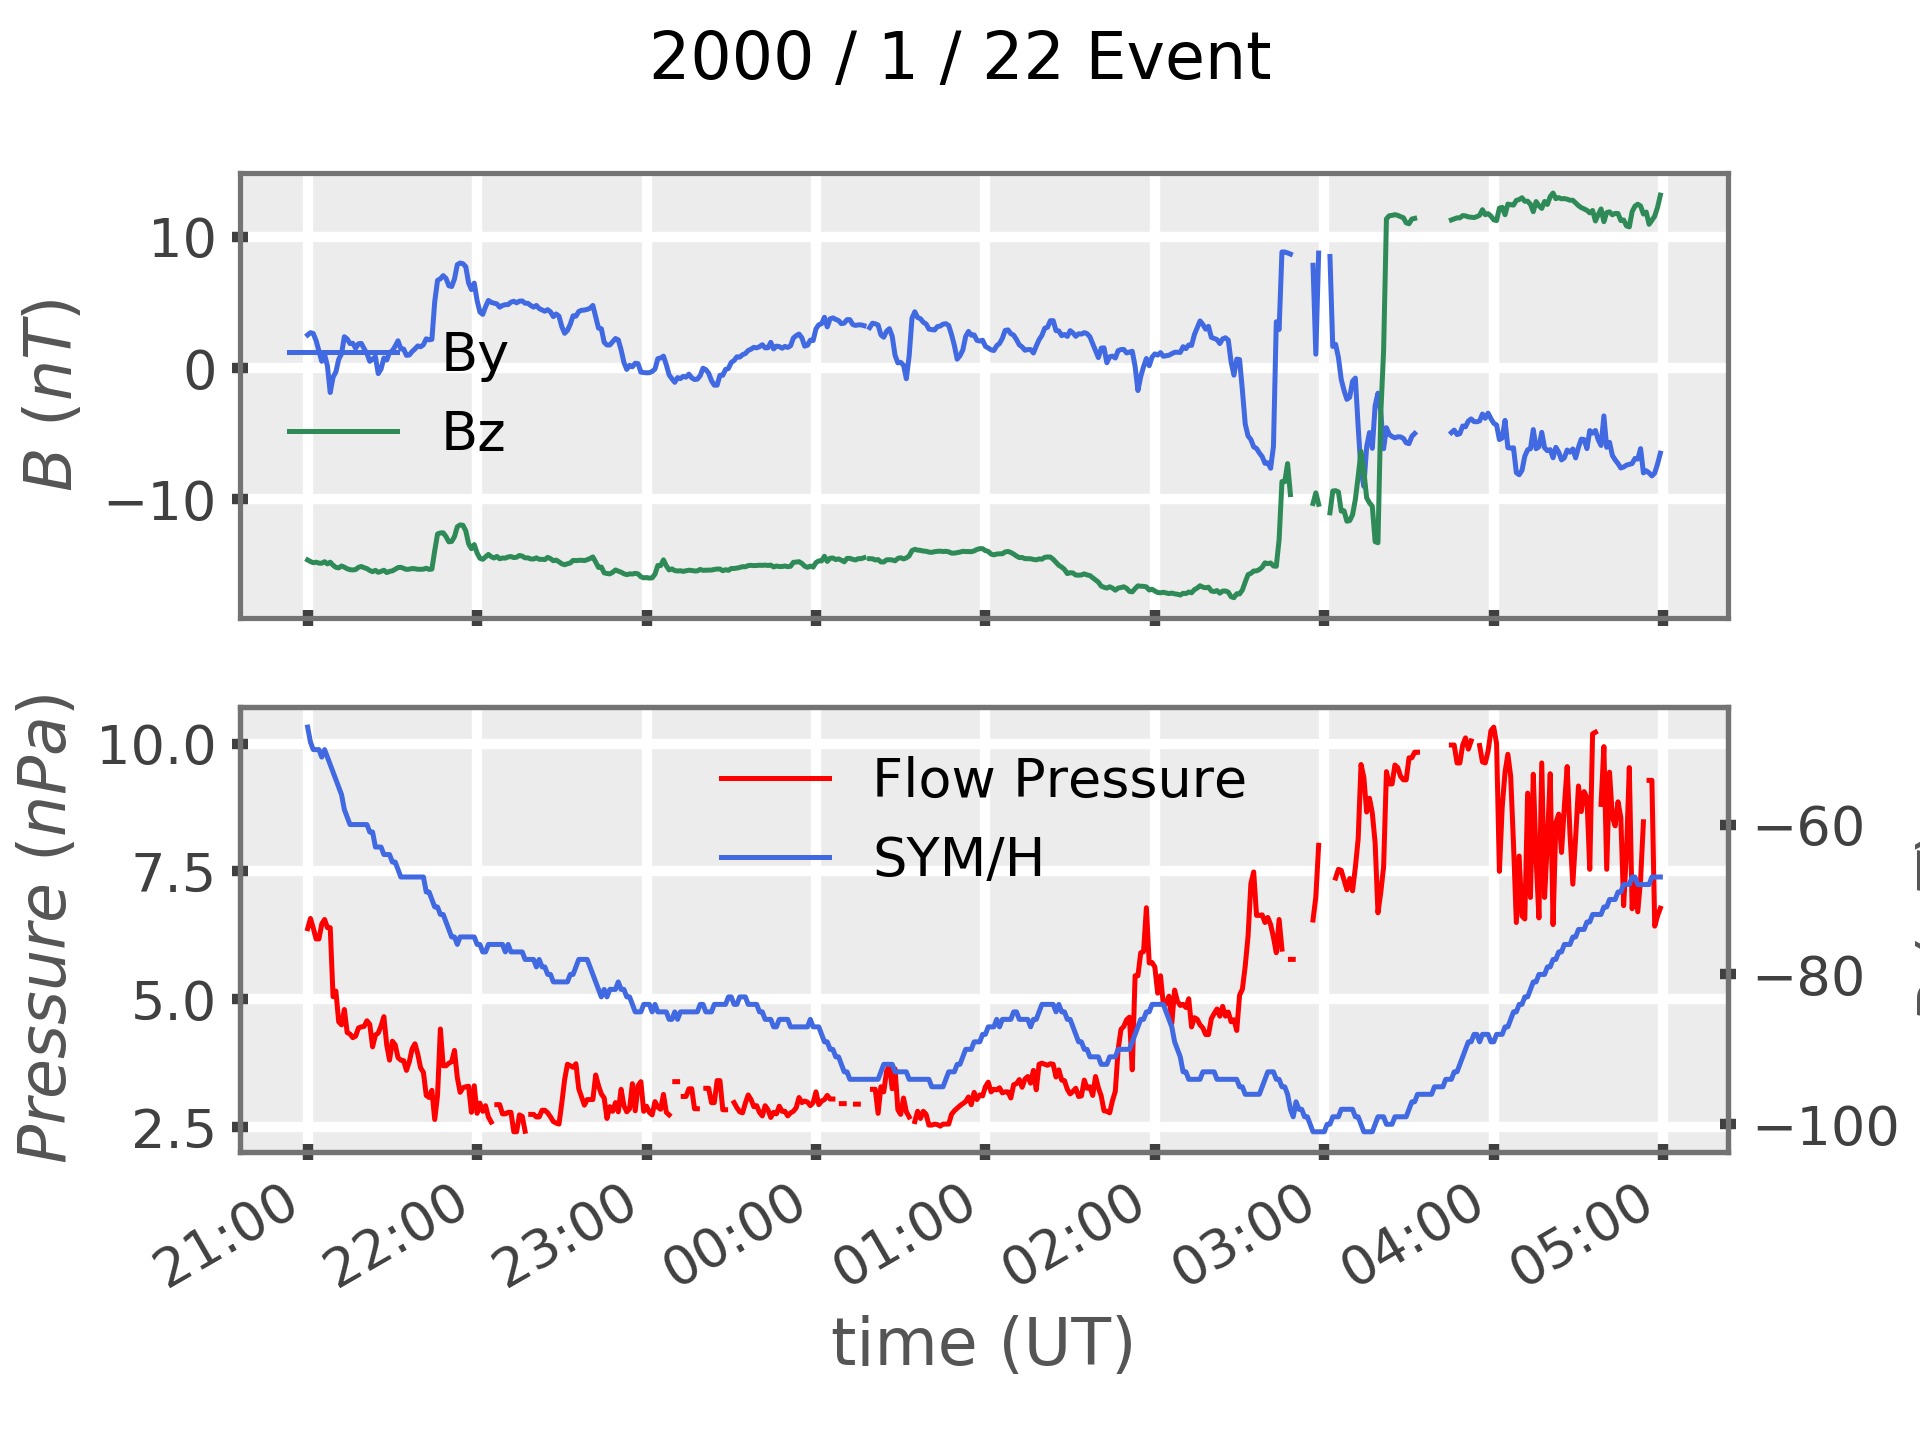 2000 / 1 / 22 Event
B (nT)
10
0
−10
By
Bz
Pressure (nPa)
10.0
7.5
5.0
2.5
Flow Pressure
SYM/H
−60
−80
−100
21:00 22:00 23:00 00:00 01:00 02:00 03:00 04:00 05:00
time (UT)